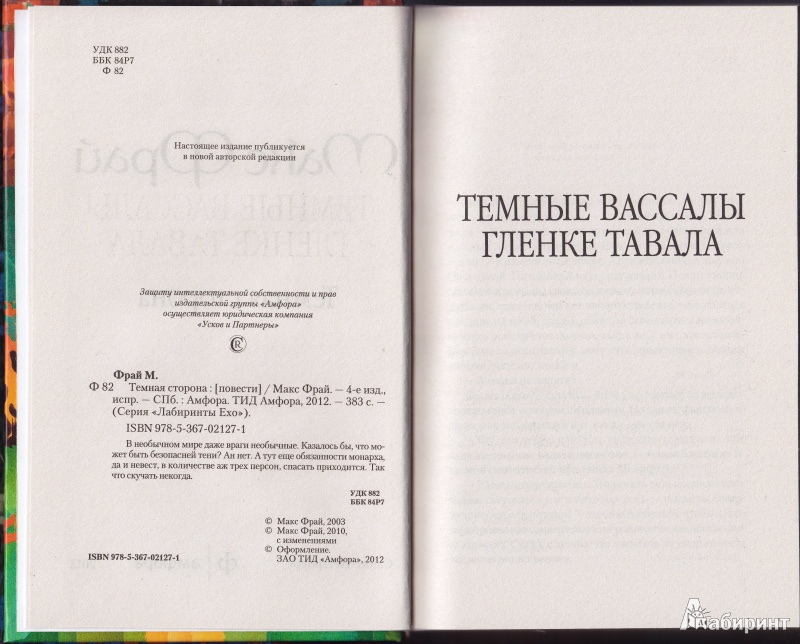 УДК 882
ББК 84Р7
Ф 82
Настоящее издание публикуется
в новой авторской редакции
Защиту интеллектуальной собственности и прав
издательской группы «Амфора»
осуществляет юридическая компания
«Усков и Партнеры»
Фрай М.
Ф 82 Темная сторона : [повести] / Макс Фрай. — 4-е изд.,
испр. — СПб. : Амфора. ТИД Амфора, 2012. — 383 с. —
(Серия «Лабиринты Ехо»).
ISBN 978-5-367-02127-1
В необычном мире даже враги необычные. Казалось бы, что мо-
жет быть безопасней тени? Ан нет. А тут еще обязанности монарха,
да и невест, в количестве аж трех персон, спасать приходится. Так
что скучать некогда.
УДК 882
ББК 84Р7
© Макс Фрай, 2003
© Макс Фрай, 2010,
с изменениями
© Оформление.
ЗАО ТИД «Амфора», 2012
ISBN 978-5-367-02127-1
ТЕМНЫЕ ВАССАЛЫ
ГЛЕНКЕ ТАВАЛА
Лабиринт